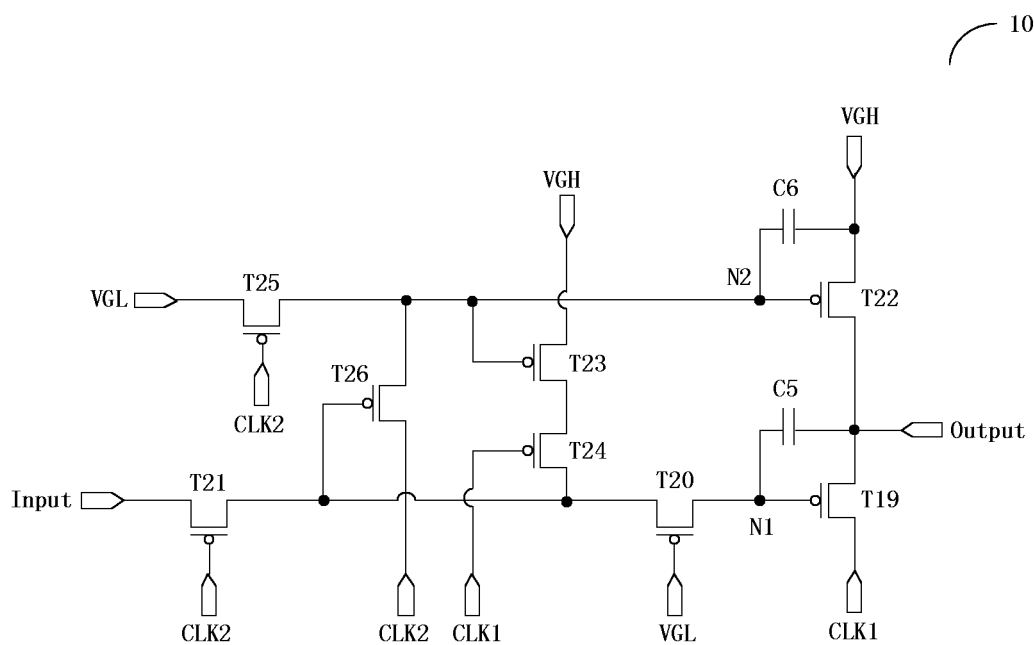 10
VGH
C6
VGH
N2
T25
VGL
T22
T23
T26
C5
CLK2
T24
Output
T21
T20
Input
T19
N1
CLK2
CLK2
CLK1
VGL
CLK1